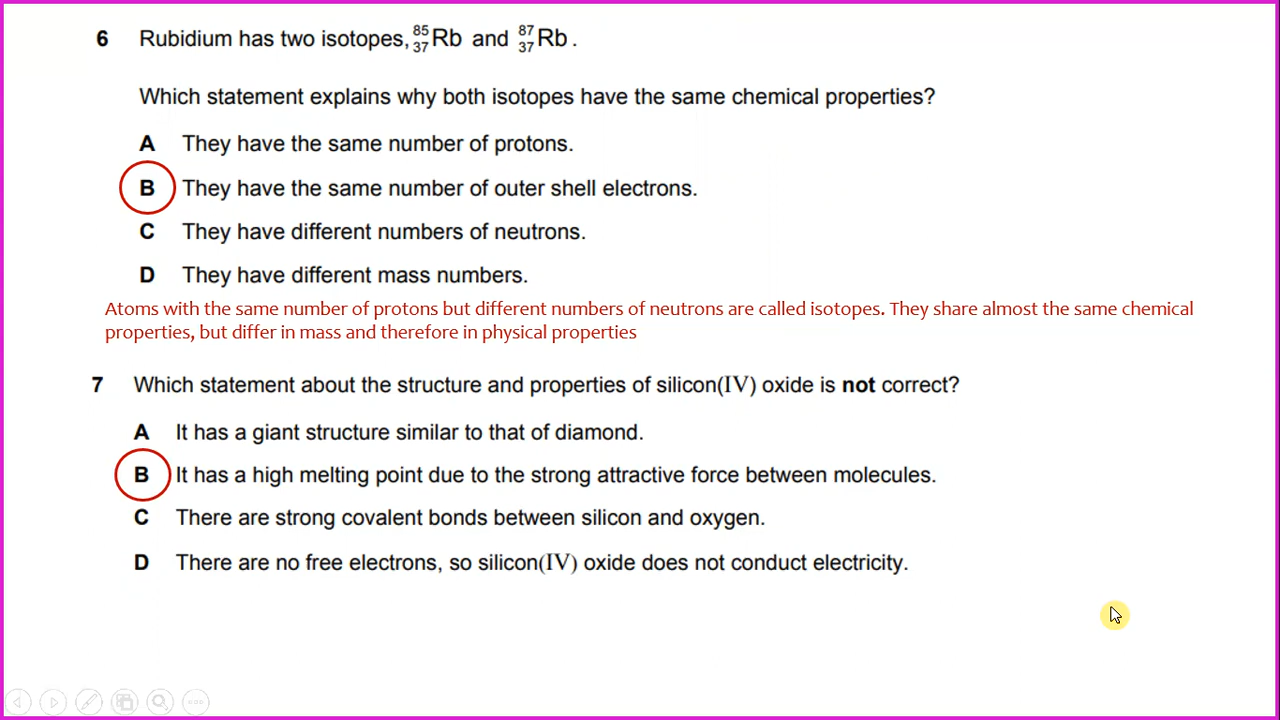 6 Rubidium has two isotopes, ⁸⁵₃₇Rb and ⁸⁷₃₇Rb.
Which statement explains why both isotopes have the same chemical properties?
A They have the same number of protons.
B They have the same number of outer shell electrons.
C They have different numbers of neutrons.
D They have different mass numbers.
Atoms with the same number of protons but different numbers of neutrons are called isotopes. They share almost the same chemical
properties, but differ in mass and therefore in physical properties
7 Which statement about the structure and properties of silicon(IV) oxide is not correct?
A It has a giant structure similar to that of diamond.
B It has a high melting point due to the strong attractive force between molecules.
C There are strong covalent bonds between silicon and oxygen.
D There are no free electrons, so silicon(IV) oxide does not conduct electricity.